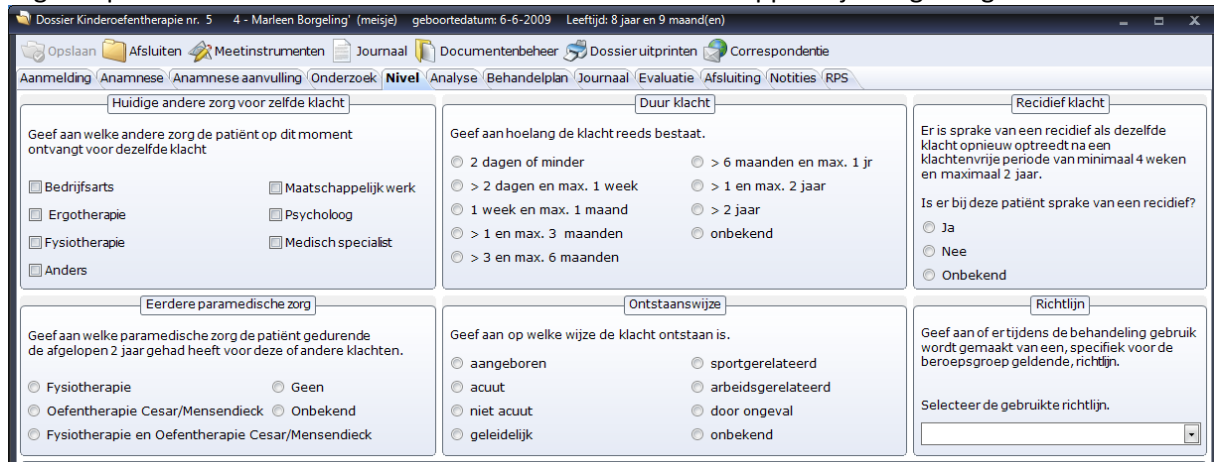 Dossier Kinderoefentherapie nr. 5 4 - Marleen Borgeling' (meisje) geboortedatum: 6-6-2009 Leeftijd: 8 jaar en 9 maand(en)
Opslaan Afsluiten Meetinstrumenten Journaal Documentenbeheer Dossier uitprinten Correspondentie
Aanmelding Anamnese Anamnese aanvulling Onderzoek Nivel Analyse Behandelplan Journaal Evaluatie Afsluiting Notities RPS
Huidige andere zorg voor zelfde klacht
Geef aan welke andere zorg de patiënt op dit moment
ontvangt voor dezelfde klacht
Bedrijfsarts Maatschappelijk werk
Ergotherapie Psycholoog
Fysiotherapie Medisch specialist
Anders
Duur klacht
Geef aan hoelang de klacht reeds bestaat.
2 dagen of minder > 6 maanden en max. 1 jr
> 2 dagen en max. 1 week > 1 en max. 2 jaar
1 week en max. 1 maand > 2 jaar
> 1 en max. 3 maanden onbekend
> 3 en max. 6 maanden
Recidief klacht
Er is sprake van een recidief als dezelfde
klacht opnieuw optreedt na een
klachtenvrije periode van minimaal 4 weken
en maximaal 2 jaar.
Is er bij deze patiënt sprake van een recidief?
Ja
Nee
Onbekend
Eerdere paramedische zorg
Geef aan welke paramedische zorg de patiënt gedurende
de afgelopen 2 jaar gehad heeft voor deze of andere klachten.
Fysiotherapie Geen
Oefentherapie Cesar/Mensendieck Onbekend
Fysiotherapie en Oefentherapie Cesar/Mensendieck
Ontstaanswijze
Geef aan op welke wijze de klacht ontstaan is.
aangeboren sportgerelateerd
acuut arbeidsgerelateerd
niet acuut door ongeval
geleidelijk onbekend
Richtlijn
Geef aan of er tijdens de behandeling gebruik
wordt gemaakt van een, specifiek voor de
beroepsgroep geldende, richtlijn.
Selecteer de gebruikte richtlijn.